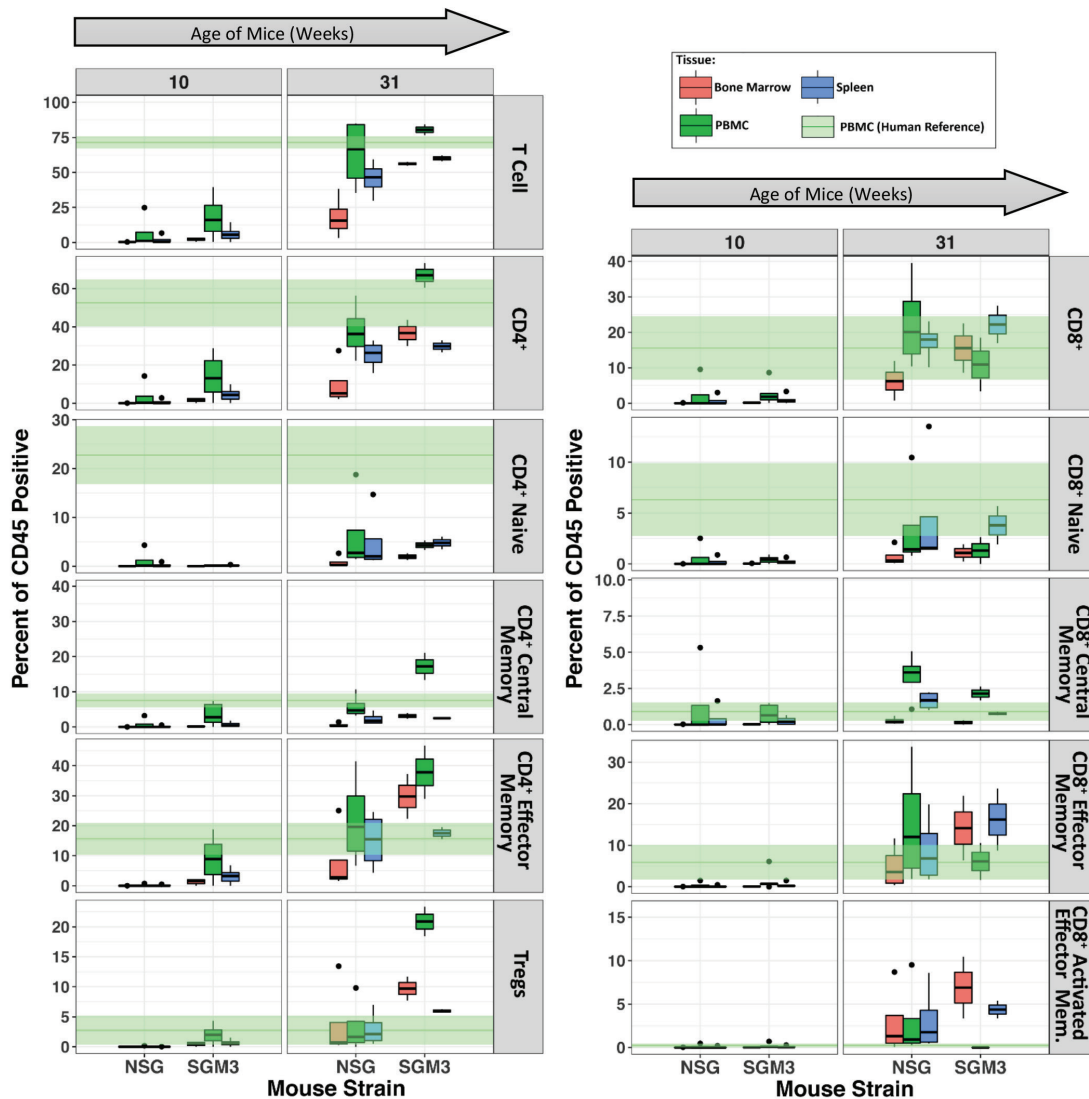 Age of Mice (Weeks)
10 31
Percent of CD45 Positive
100
75
50
25
0
T Cell
60
40
20
0
CD4⁺
30
20
10
0
CD4⁺ Naive
40
30
20
10
0
CD4⁺ Central
Memory
40
30
20
10
0
CD4⁺ Effector
Memory
20
15
10
5
0
Tregs
NSG SGM3 NSG SGM3
Mouse Strain
Tissue:
Bone Marrow Spleen
PBMC PBMC (Human Reference)
Age of Mice (Weeks)
10 31
Percent of CD45 Positive
40
30
20
10
0
CD8⁺
10
5
0
CD8⁺ Naive
10.0
7.5
5.0
2.5
0.0
CD8⁺ Central
Memory
40
30
20
10
0
CD8⁺ Effector
Memory
15
10
5
0
CD8⁺ Activated
Effector Mem.
NSG SGM3 NSG SGM3
Mouse Strain